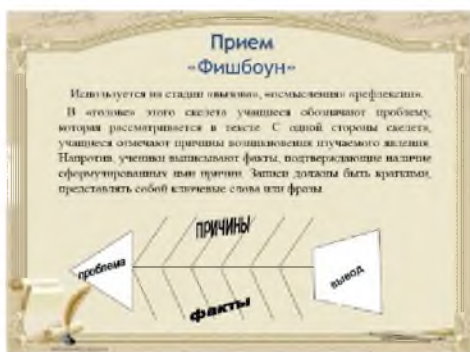 Прием
«Фишбоун»
Используется на стадии «вызова», «осмысления» «рефлексии».
В «голове» этого скелета учащиеся обозначают проблему,
которая рассматривается в тексте. С одной стороны скелета,
учащиеся отмечают причины возникновения изучаемого явления.
Напротив, ученики выписывают факты, подтверждающие наличие
сформулированных ими причин. Записи должны быть краткими,
представлять собой ключевые слова или фразы.
ПРИЧИНЫ
проблема
вывод
факты